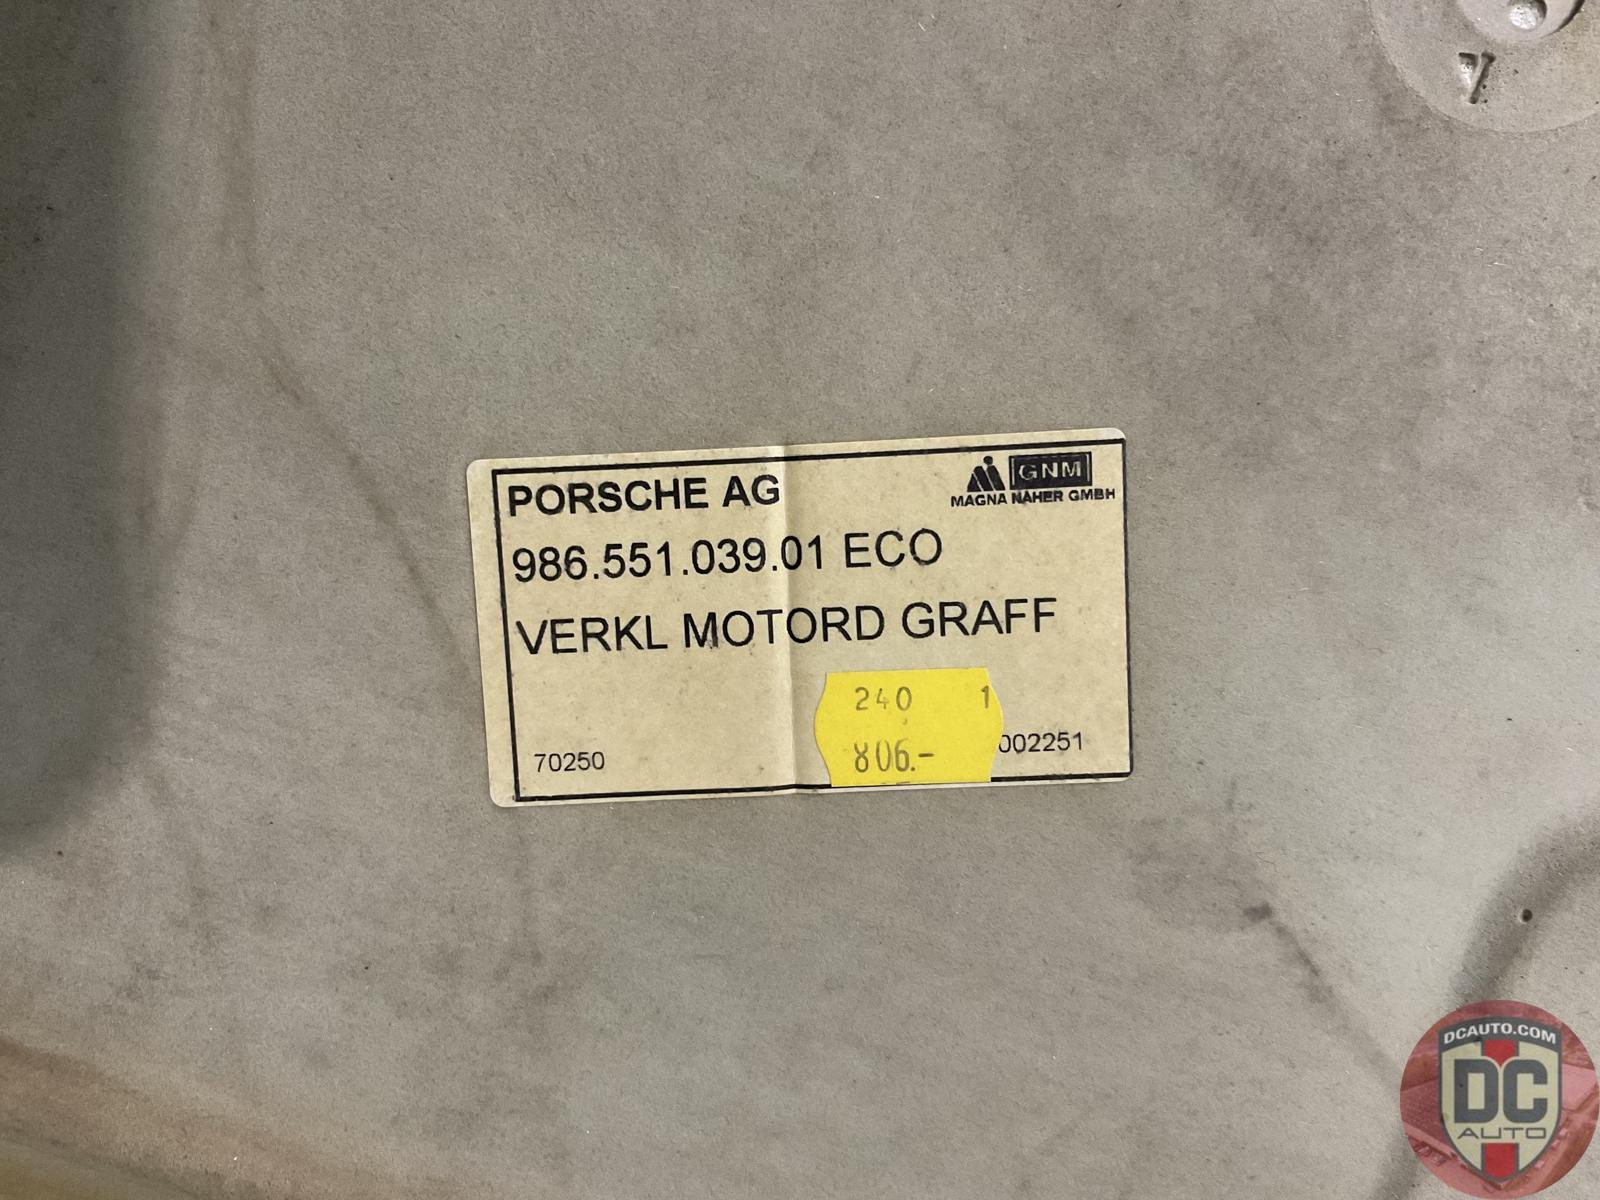 PORSCHE AG
GNM
MAGNA NAHER GMBH
986.551.039.01 ECO
VERKL MOTORD GRAFF
240 1
806.-
70250
002251
DCAUTO.COM
DC
AUTO